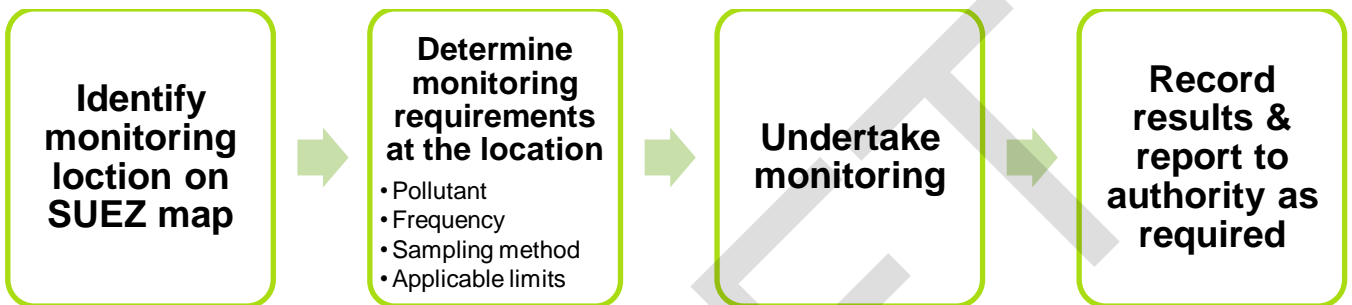 Identify
monitoring
loction on
SUEZ map
Determine
monitoring
requirements
at the location
• Pollutant
• Frequency
• Sampling method
• Applicable limits
Undertake
monitoring
Record
results &
report to
authority as
required